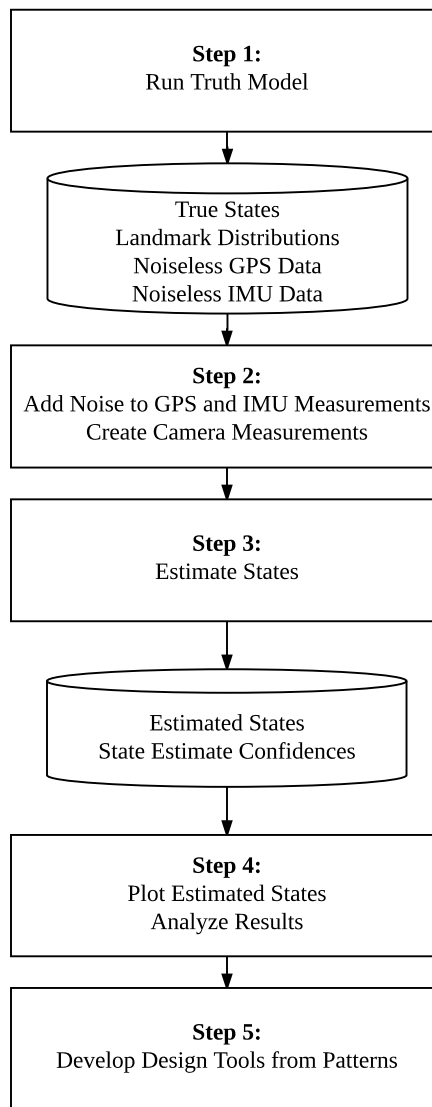 Step 1:
Run Truth Model
True States
Landmark Distributions
Noiseless GPS Data
Noiseless IMU Data
Step 2:
Add Noise to GPS and IMU Measurements
Create Camera Measurements
Step 3:
Estimate States
Estimated States
State Estimate Confidences
Step 4:
Plot Estimated States
Analyze Results
Step 5:
Develop Design Tools from Patterns